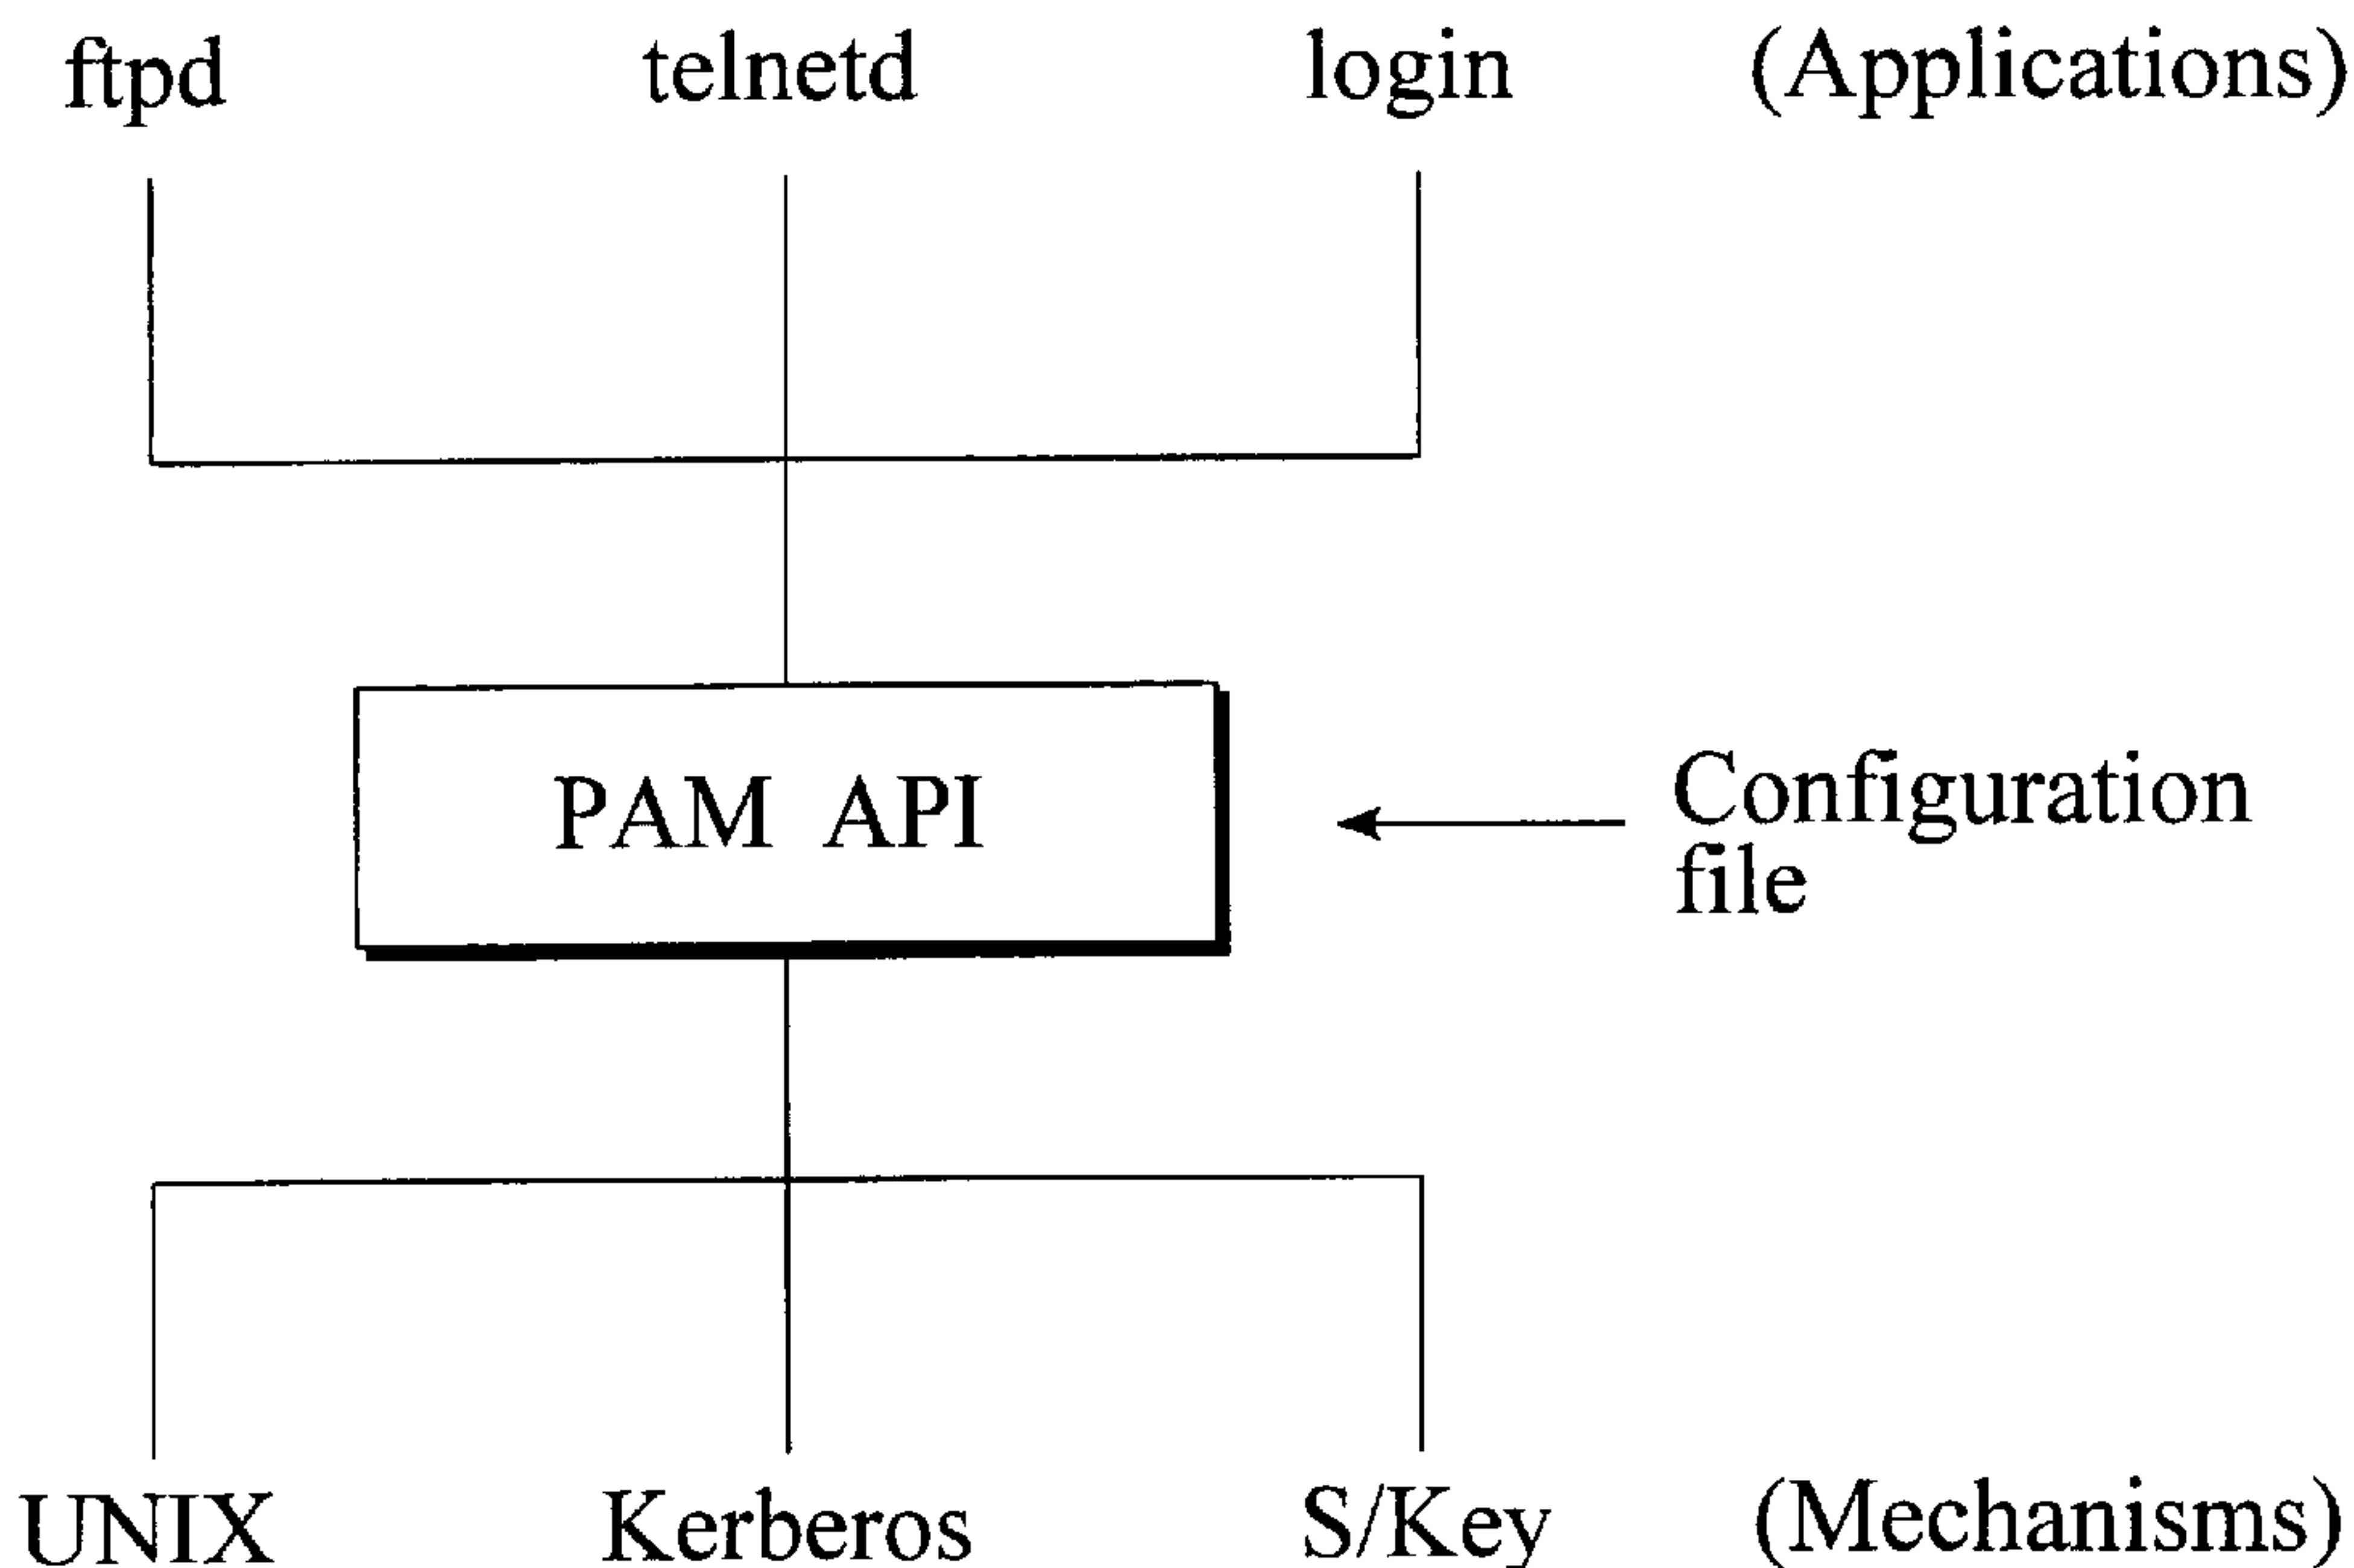 ftpd telnetd login (Applications)
PAM API
Configuration
file
UNIX Kerberos S/Key (Mechanisms)